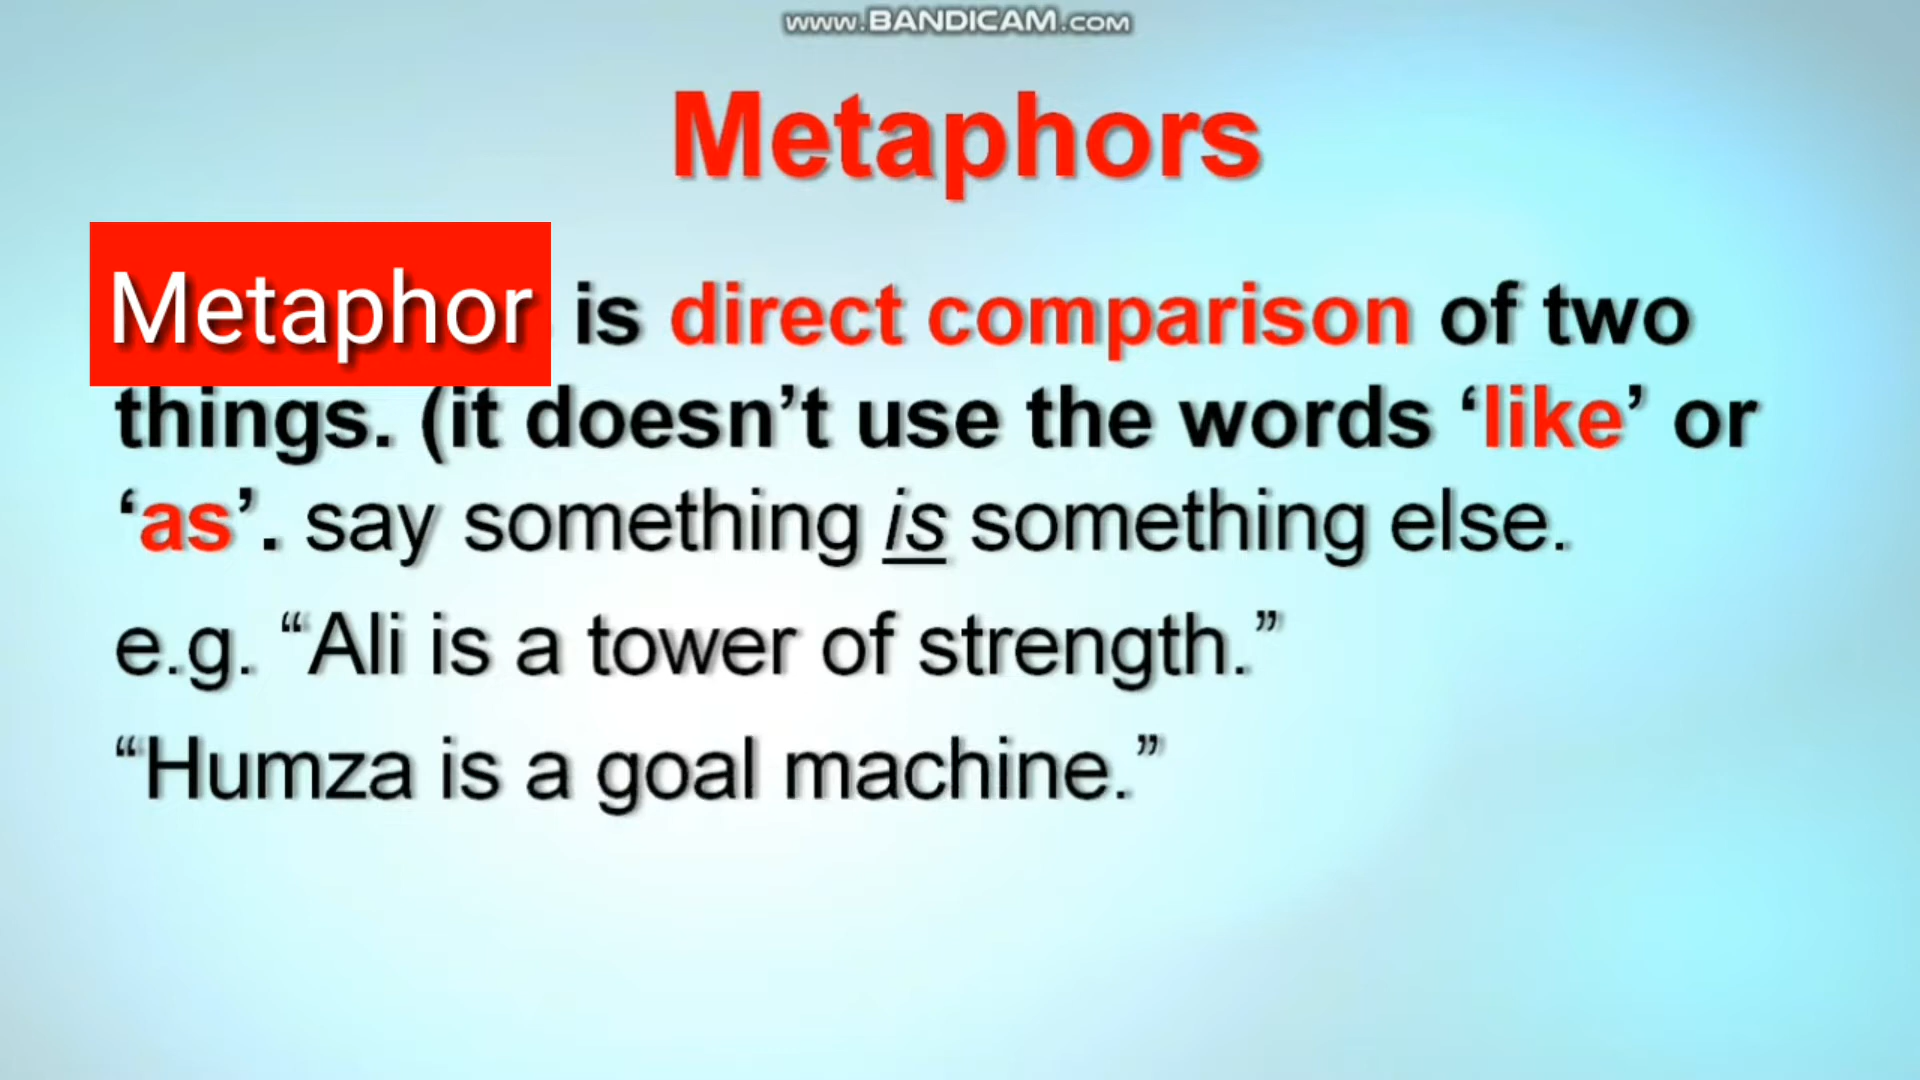 www.BANDICAM.com
Metaphors
Metaphor is direct comparison of two
things. (it doesn’t use the words ‘like’ or
‘as’. say something is something else.
e.g. “Ali is a tower of strength.”
“Humza is a goal machine.”